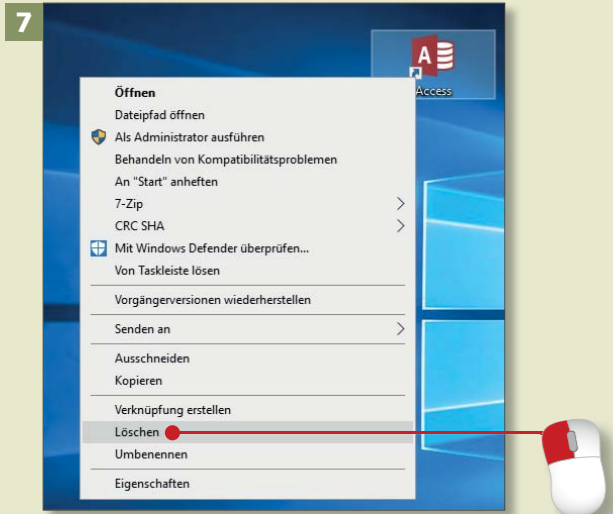 7
A
Access
Öffnen
Dateipfad öffnen
Als Administrator ausführen
Behandeln von Kompatibilitätsproblemen
An "Start" anheften
7-Zip
CRC SHA
Mit Windows Defender überprüfen...
Von Taskleiste lösen
Vorgängerversionen wiederherstellen
Senden an
Ausschneiden
Kopieren
Verknüpfung erstellen
Löschen
Umbenennen
Eigenschaften